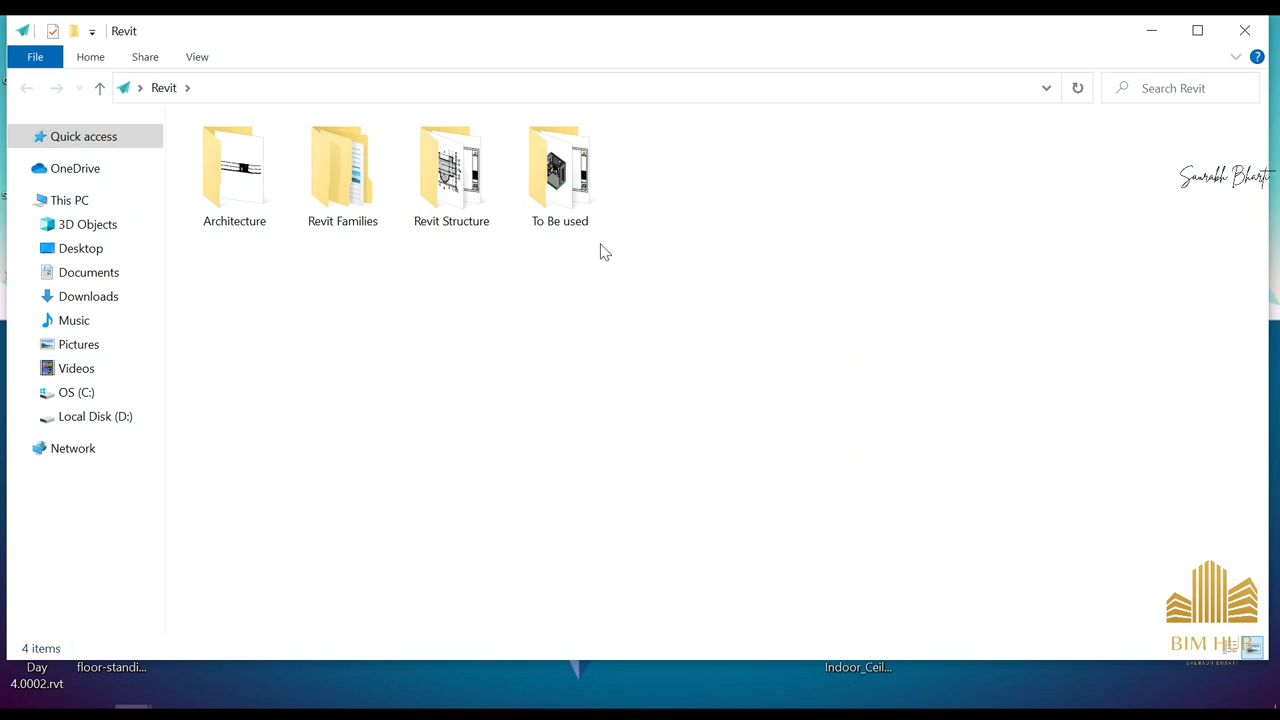 Revit
File Home Share View
Revit
Search Revit
Quick access
OneDrive
This PC
3D Objects
Desktop
Documents
Downloads
Music
Pictures
Videos
OS (C:)
Local Disk (D:)
Network
Architecture
Revit Families
Revit Structure
To Be used
Saurabh Bharti
BIM HUB
SAURABH BHARTI
4 items
Day
4.0002.rvt
floor-standi...
Indoor_Ceil...